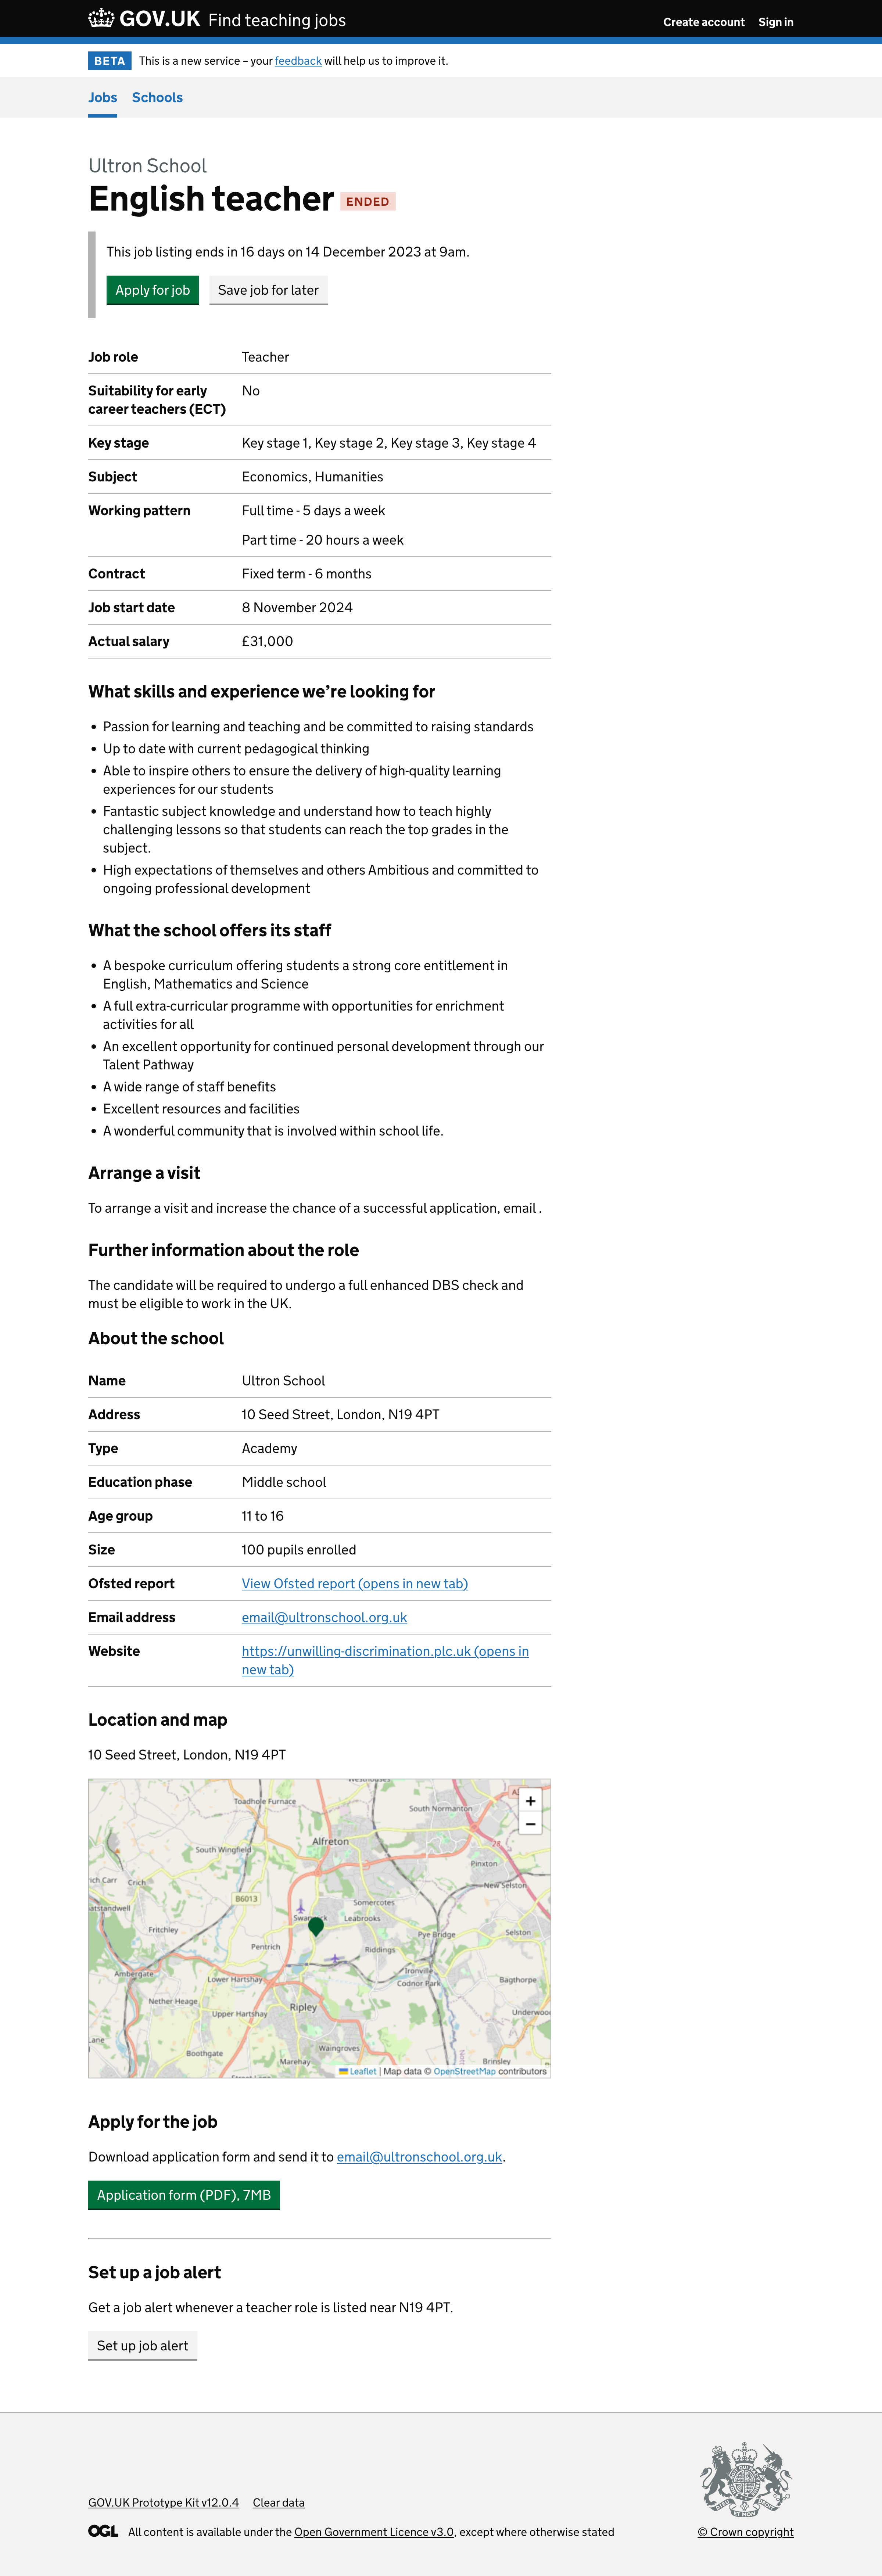 GOV.UK Find teaching jobs
Create account Sign in
BETA This is a new service – your feedback will help us to improve it.
Jobs Schools
Ultron School
English teacher ENDED
This job listing ends in 16 days on 14 December 2023 at 9am.
Apply for job Save job for later
Job role Teacher
Suitability for early career teachers (ECT) No
Key stage Key stage 1, Key stage 2, Key stage 3, Key stage 4
Subject Economics, Humanities
Working pattern Full time - 5 days a week
Part time - 20 hours a week
Contract Fixed term - 6 months
Job start date 8 November 2024
Actual salary £31,000
What skills and experience we’re looking for
• Passion for learning and teaching and be committed to raising standards
• Up to date with current pedagogical thinking
• Able to inspire others to ensure the delivery of high-quality learning
experiences for our students
• Fantastic subject knowledge and understand how to teach highly
challenging lessons so that students can reach the top grades in the
subject.
• High expectations of themselves and others Ambitious and committed to
ongoing professional development
What the school offers its staff
• A bespoke curriculum offering students a strong core entitlement in
English, Mathematics and Science
• A full extra-curricular programme with opportunities for enrichment
activities for all
• An excellent opportunity for continued personal development through our
Talent Pathway
• A wide range of staff benefits
• Excellent resources and facilities
• A wonderful community that is involved within school life.
Arrange a visit
To arrange a visit and increase the chance of a successful application, email .
Further information about the role
The candidate will be required to undergo a full enhanced DBS check and
must be eligible to work in the UK.
About the school
Name Ultron School
Address 10 Seed Street, London, N19 4PT
Type Academy
Education phase Middle school
Age group 11 to 16
Size 100 pupils enrolled
Ofsted report View Ofsted report (opens in new tab)
Email address email@ultronschool.org.uk
Website https://unwilling-discrimination.plc.uk (opens in
new tab)
Location and map
10 Seed Street, London, N19 4PT
Toadhole Furnace
South Normanton
+
−
Alfreton
South Wingfield
28
Pinxton
Crich
New Selston
B6013
Somercotes
Leabrooks
Fritchley
Pye Bridge
Selston
Pentrich
Riddings
Ironville
Ambergate
Lower Hartshay
Codnor Park
Bagthorpe
Nether Heage
Ripley
Upper Hartshay
Waingroves
Boothgate
Marehay
Brinsley
Leaflet | Map data © OpenStreetMap contributors
Apply for the job
Download application form and send it to email@ultronschool.org.uk.
Application form (PDF), 7MB
Set up a job alert
Get a job alert whenever a teacher role is listed near N19 4PT.
Set up job alert
GOV.UK Prototype Kit v12.0.4 Clear data
OGL All content is available under the Open Government Licence v3.0, except where otherwise stated
© Crown copyright